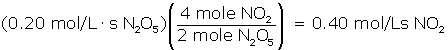 (0.20 mol/L· s N₂O₅)(4 mole NO₂/2 mole N₂O₅) = 0.40 mol/Ls NO₂